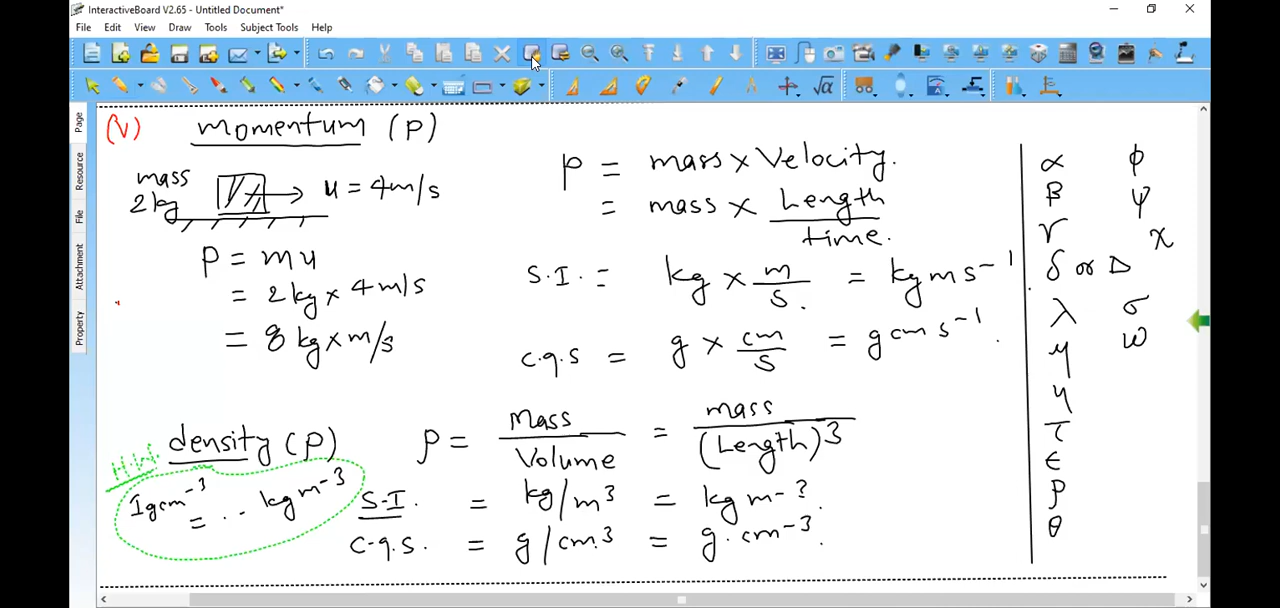 InteractiveBoard V2.65 - Untitled Document*
File Edit View Draw Tools Subject Tools Help
Page
Resource
File
Attachment
Property
(V) momentum (p)
mass
2kg
u = 4m/s
P = mu
= 2kg x 4m/s
= 8 kg x m/s
P = mass x Velocity.
= mass x Length / time.
S.I. = kg x m/s. = kg m s⁻¹
c.g.s = g x cm/s = g cm s⁻¹
H.W. density (ρ)
ρ = Mass / Volume = mass / (Length)³
1gcm⁻³ = .. kgm⁻³
S.I. = kg/m³ = kg m-?
c.g.s. = g/cm³ = g.cm⁻³
α ϕ
β ψ
γ χ
δ or Δ
λ σ
μ ω
η
τ
ε
ρ
θ